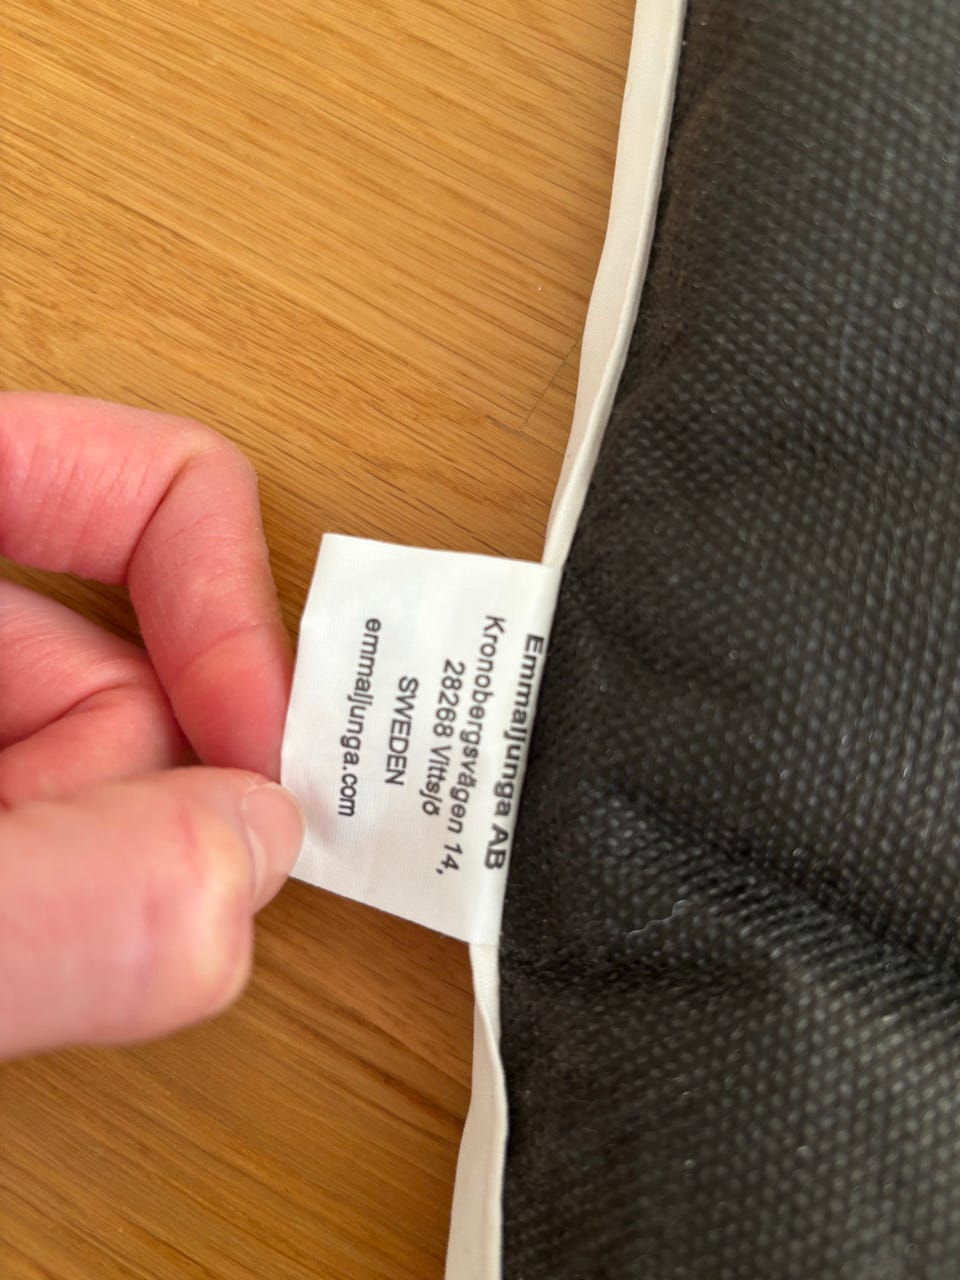 Emmaljunga AB
Kronobergsvägen 14,
28268 Vittsjö
SWEDEN
emmaljunga.com